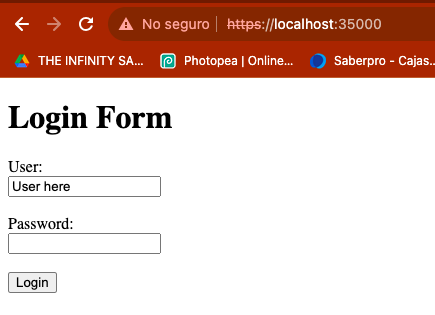 No seguro https://localhost:35000
THE INFINITY SA... Photopea | Online... Saberpro - Cajas...
Login Form
User:
User here
Password:
Login